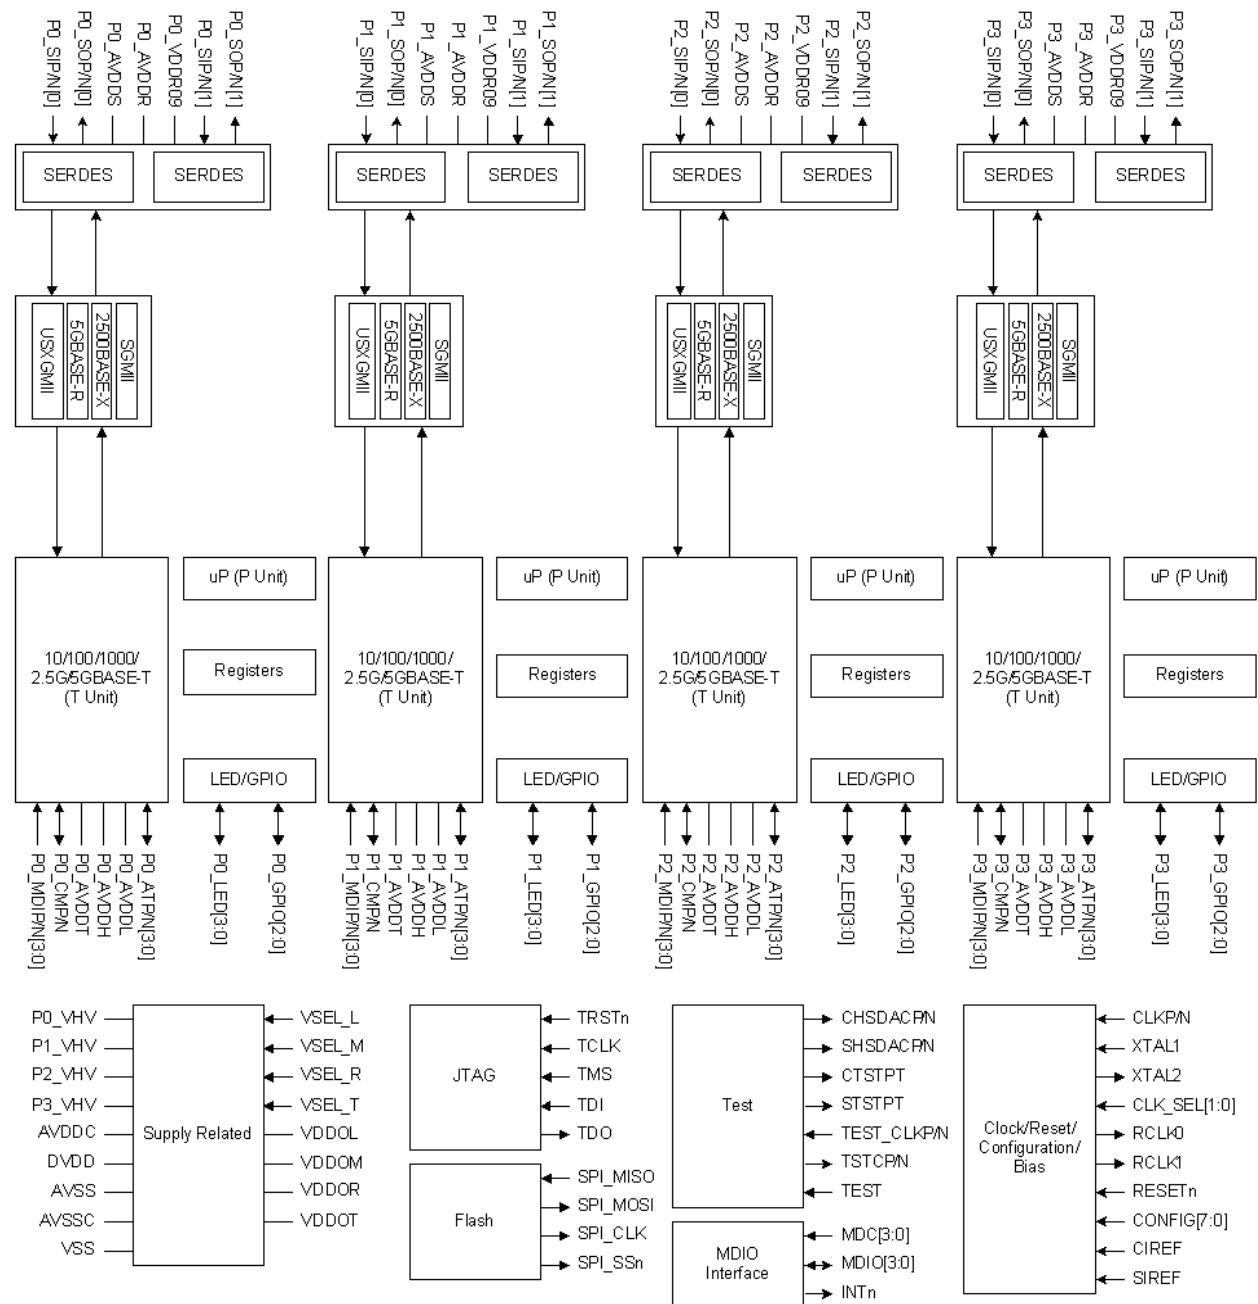 P0_SIP/N[0]
P0_SOP/N[0]
P0_AVDDS
P0_AVDDR
P0_VDDR09
P0_SIP/N[1]
P0_SOP/N[1]
P1_SIP/N[0]
P1_SOP/N[0]
P1_AVDDS
P1_AVDDR
P1_VDDR09
P1_SIP/N[1]
P1_SOP/N[1]
P2_SIP/N[0]
P2_SOP/N[0]
P2_AVDDS
P2_AVDDR
P2_VDDR09
P2_SIP/N[1]
P2_SOP/N[1]
P3_SIP/N[0]
P3_SOP/N[0]
P3_AVDDS
P3_AVDDR
P3_VDDR09
P3_SIP/N[1]
P3_SOP/N[1]
SERDES
SERDES
SERDES
SERDES
SERDES
SERDES
SERDES
SERDES
USXGMII
5GBASE-R
2500BASE-X
SGMII
USXGMII
5GBASE-R
2500BASE-X
SGMII
USXGMII
5GBASE-R
2500BASE-X
SGMII
USXGMII
5GBASE-R
2500BASE-X
SGMII
10/100/1000/
2.5G/5GBASE-T
(T Unit)
uP (P Unit)
Registers
LED/GPIO
10/100/1000/
2.5G/5GBASE-T
(T Unit)
uP (P Unit)
Registers
LED/GPIO
10/100/1000/
2.5G/5GBASE-T
(T Unit)
uP (P Unit)
Registers
LED/GPIO
10/100/1000/
2.5G/5GBASE-T
(T Unit)
uP (P Unit)
Registers
LED/GPIO
P0_MDIP/N[3:0]
P0_CMP/N
P0_AVDDT
P0_AVDDH
P0_AVDDL
P0_ATP/N[3:0]
P0_LED[3:0]
P0_GPIO[2:0]
P1_MDIP/N[3:0]
P1_CMP/N
P1_AVDDT
P1_AVDDH
P1_AVDDL
P1_ATP/N[3:0]
P1_LED[3:0]
P1_GPIO[2:0]
P2_MDIP/N[3:0]
P2_CMP/N
P2_AVDDT
P2_AVDDH
P2_AVDDL
P2_ATP/N[3:0]
P2_LED[3:0]
P2_GPIO[2:0]
P3_MDIP/N[3:0]
P3_CMP/N
P3_AVDDT
P3_AVDDH
P3_AVDDL
P3_ATP/N[3:0]
P3_LED[3:0]
P3_GPIO[2:0]
P0_VHV
P1_VHV
P2_VHV
P3_VHV
AVDDC
DVDD
AVSS
AVSSC
VSS
Supply Related
VSEL_L
VSEL_M
VSEL_R
VSEL_T
VDDOL
VDDOM
VDDOR
VDDOT
JTAG
TRSTn
TCLK
TMS
TDI
TDO
Flash
SPI_MISO
SPI_MOSI
SPI_CLK
SPI_SSn
Test
CHSDACP/N
SHSDACP/N
CTSTPT
STSTPT
TEST_CLKP/N
TSTCP/N
TEST
MDIO
Interface
MDC[3:0]
MDIO[3:0]
INTn
Clock/Reset/
Configuration/
Bias
CLKP/N
XTAL1
XTAL2
CLK_SEL[1:0]
RCLK0
RCLK1
RESETn
CONFIG[7:0]
CIREF
SIREF